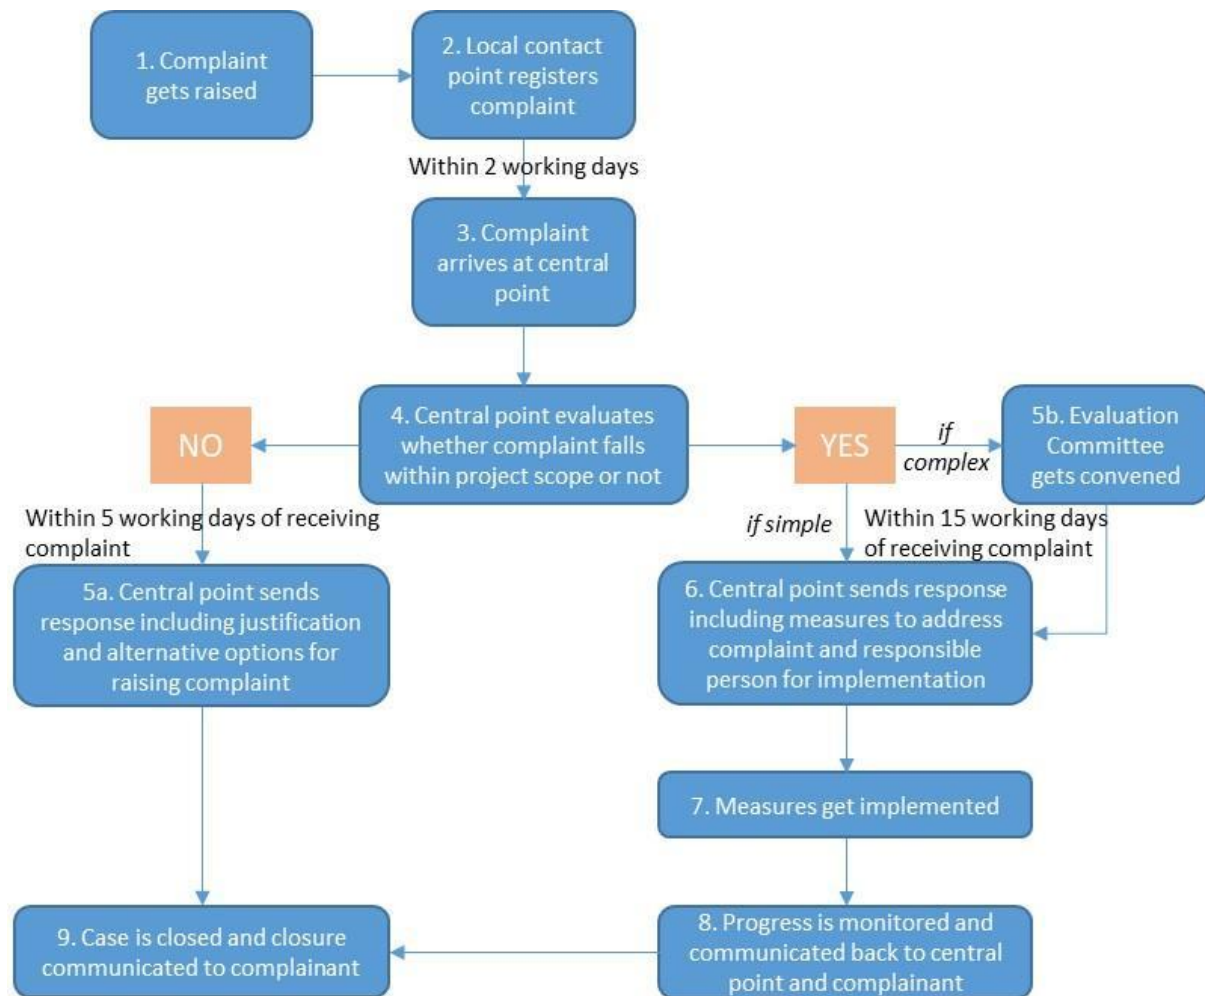 1. Complaint
gets raised
2. Local contact
point registers
complaint
Within 2 working days
3. Complaint
arrives at central
point
4. Central point evaluates
whether complaint falls
within project scope or not
NO
YES
if
complex
5b. Evaluation
Committee
gets convened
Within 5 working days of receiving
complaint
if simple
Within 15 working days
of receiving complaint
5a. Central point sends
response including justification
and alternative options for
raising complaint
6. Central point sends response
including measures to address
complaint and responsible
person for implementation
7. Measures get implemented
8. Progress is monitored and
communicated back to central
point and complainant
9. Case is closed and closure
communicated to complainant